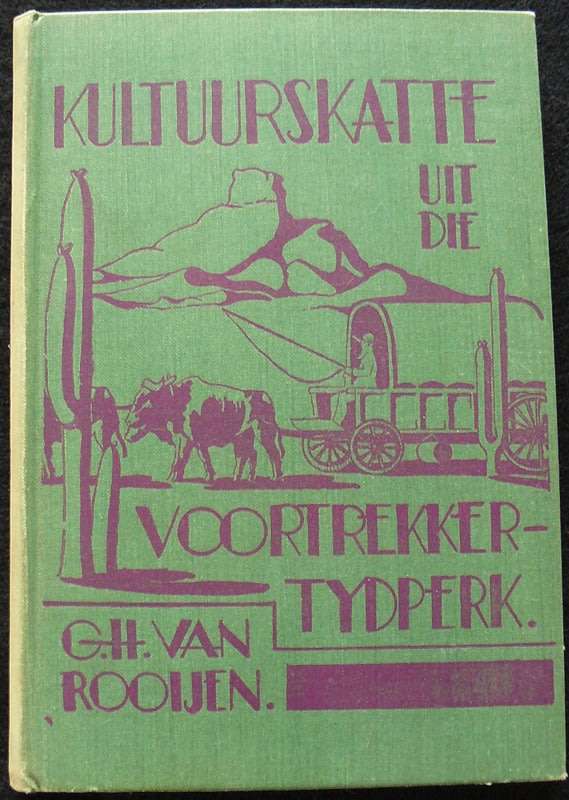 KULTUURSKATTE
UIT
DIE
VOORTREKKER-
TYDPERK.
G.H. VAN
ROOIJEN.